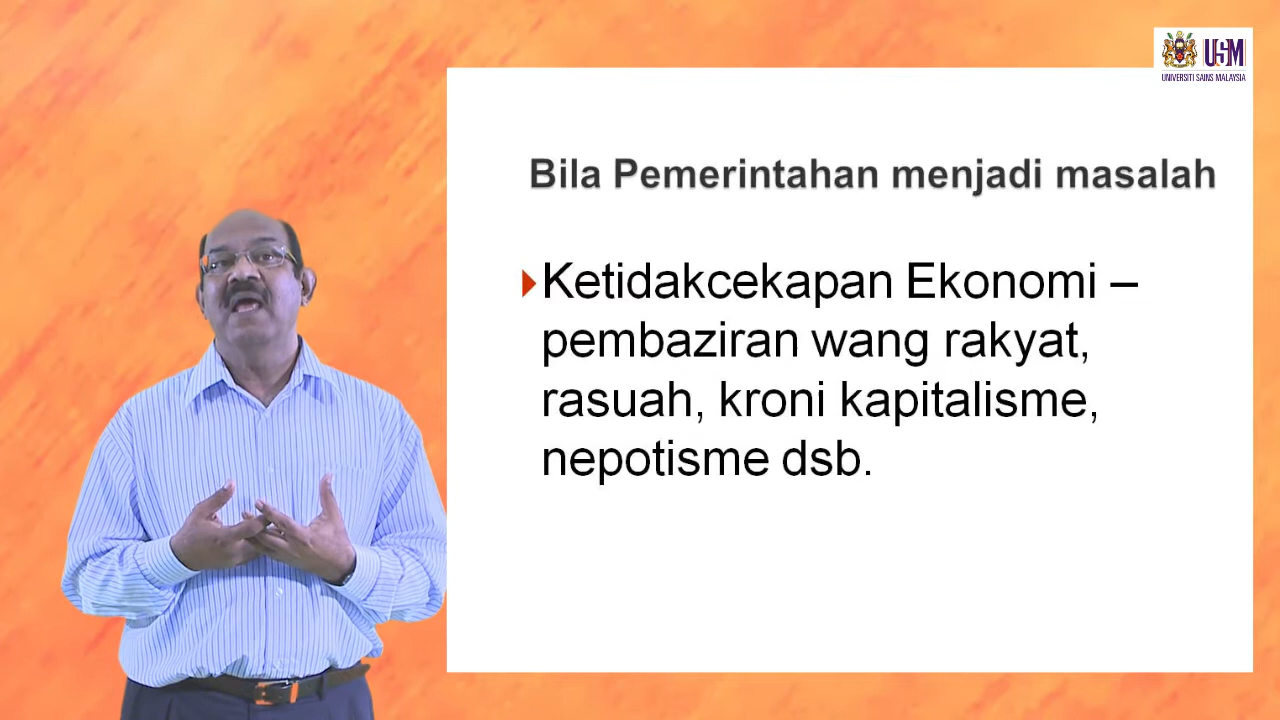 USM
UNIVERSITI SAINS MALAYSIA
Bila Pemerintahan menjadi masalah
Ketidakcekapan Ekonomi –
pembaziran wang rakyat,
rasuah, kroni kapitalisme,
nepotisme dsb.